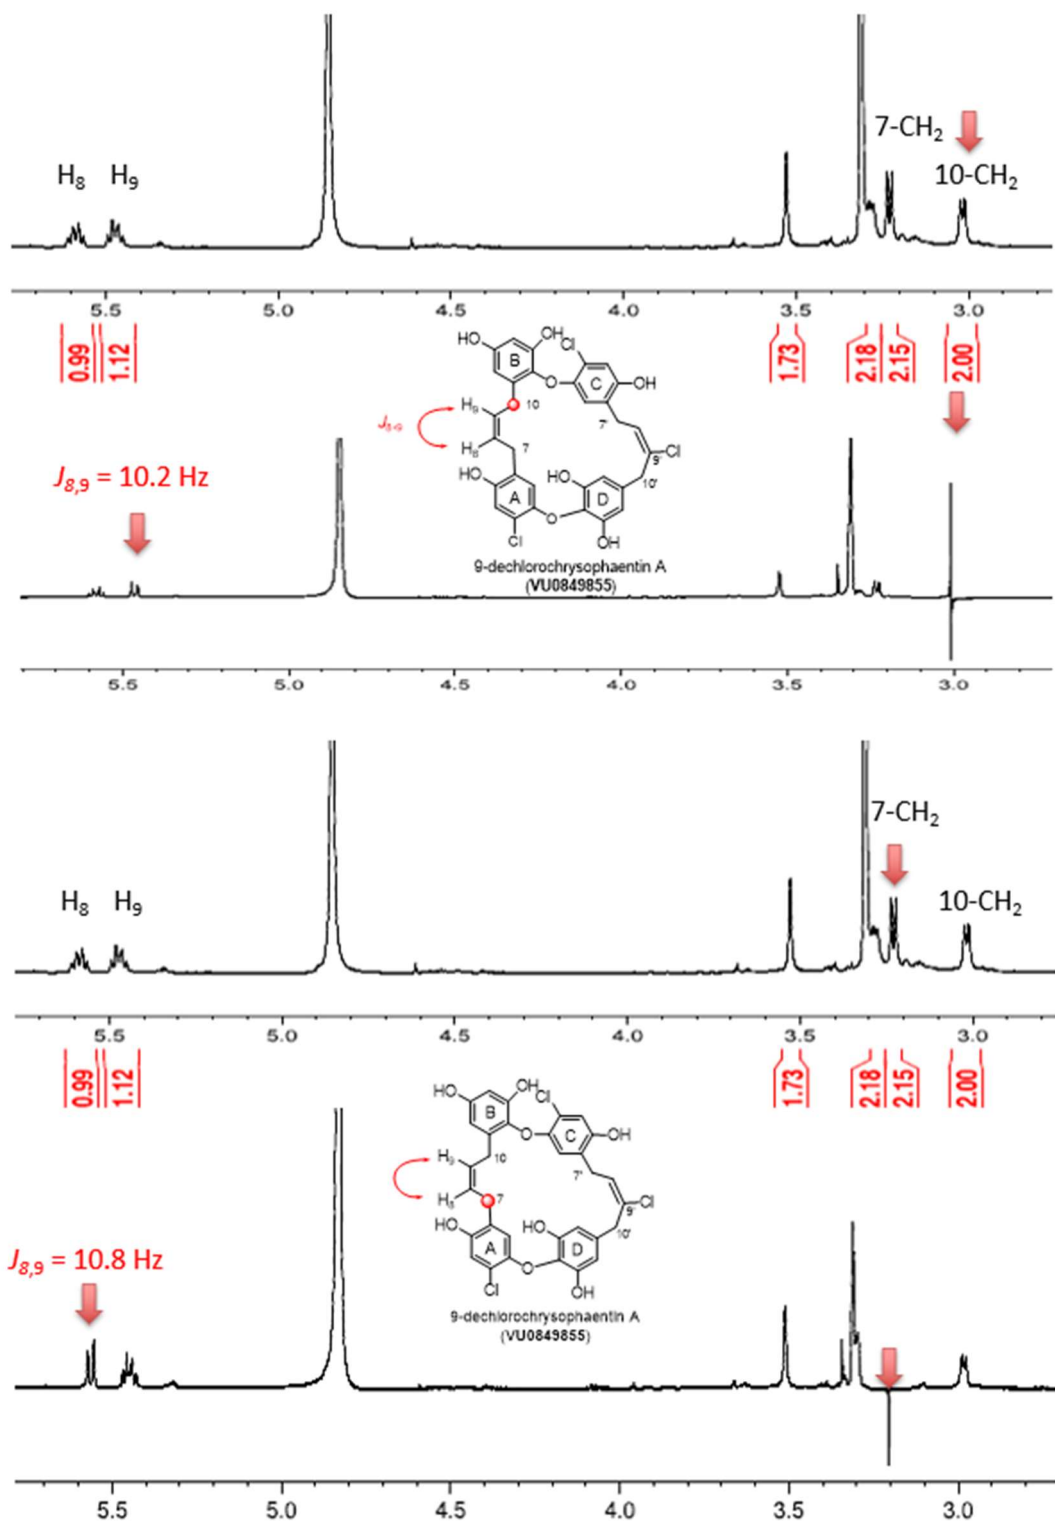 7-CH₂
H₈ H₉ 10-CH₂
5.5 5.0 4.5 4.0 3.5 3.0
0.99 1.12 1.73 2.18 2.15 2.00
HO B OH Cl
O C OH
H₉ 10
J₈₋₉ 7'
H₈ 7 Cl
9'
HO HO 10'
A D
O
Cl OH
J₈,₉ = 10.2 Hz
9-dechlorochrysophaentin A
(VU0849855)
5.5 5.0 4.5 4.0 3.5 3.0
7-CH₂
H₈ H₉ 10-CH₂
5.5 5.0 4.5 4.0 3.5 3.0
0.99 1.12 1.73 2.18 2.15 2.00
HO B OH Cl
O C OH
H₉ 10
7'
H₈ 7 Cl
9'
HO HO 10'
A D
O
Cl OH
J₈,₉ = 10.8 Hz
9-dechlorochrysophaentin A
(VU0849855)
5.5 5.0 4.5 4.0 3.5 3.0